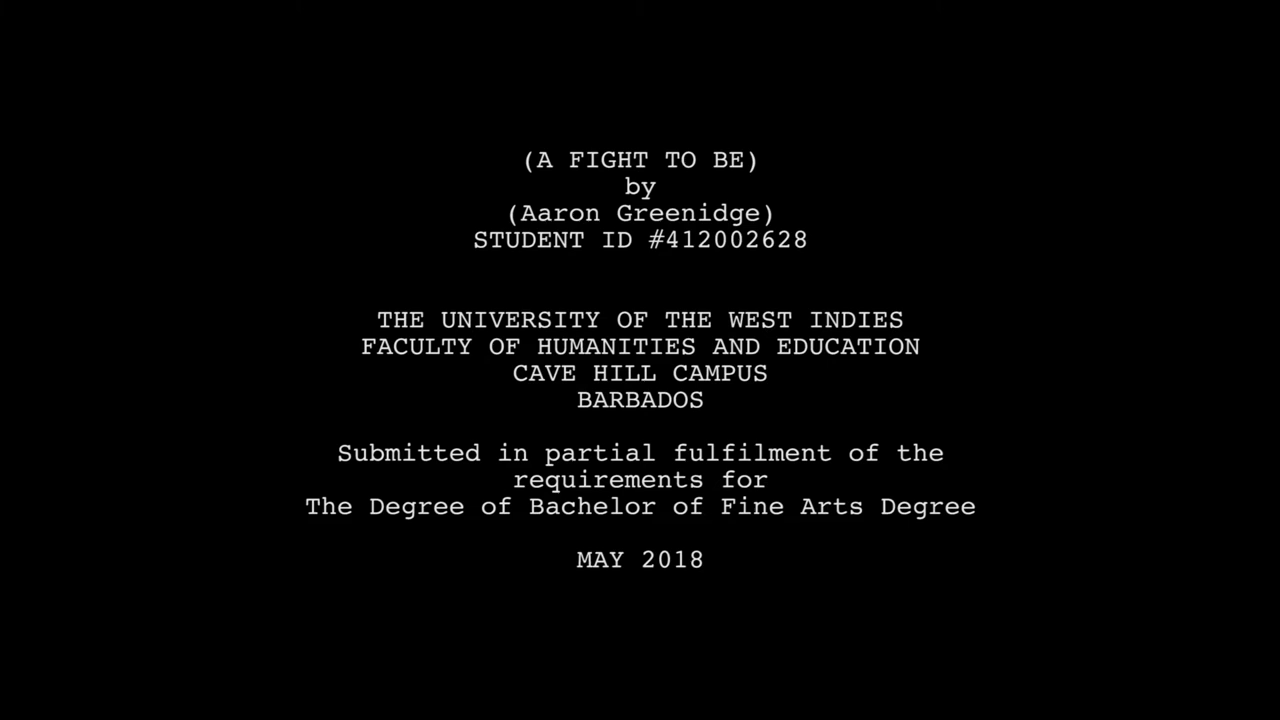 (A FIGHT TO BE)
by
(Aaron Greenidge)
STUDENT ID #412002628
THE UNIVERSITY OF THE WEST INDIES
FACULTY OF HUMANITIES AND EDUCATION
CAVE HILL CAMPUS
BARBADOS
Submitted in partial fulfilment of the
requirements for
The Degree of Bachelor of Fine Arts Degree
MAY 2018